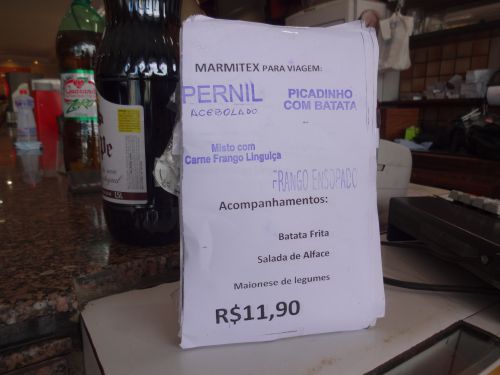 MARMITEX PARA VIAGEM:
PERNIL
ACEBOLADO
PICADINHO
COM BATATA
Misto com
Carne Frango Linguiça
FRANGO ENSOPADO
Acompanhamentos:
Batata Frita
Salada de Alface
Maionese de legumes
R$11,90